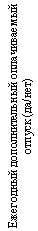 Ежегодный дополнительный оплачиваемый
отпуск (да/нет)